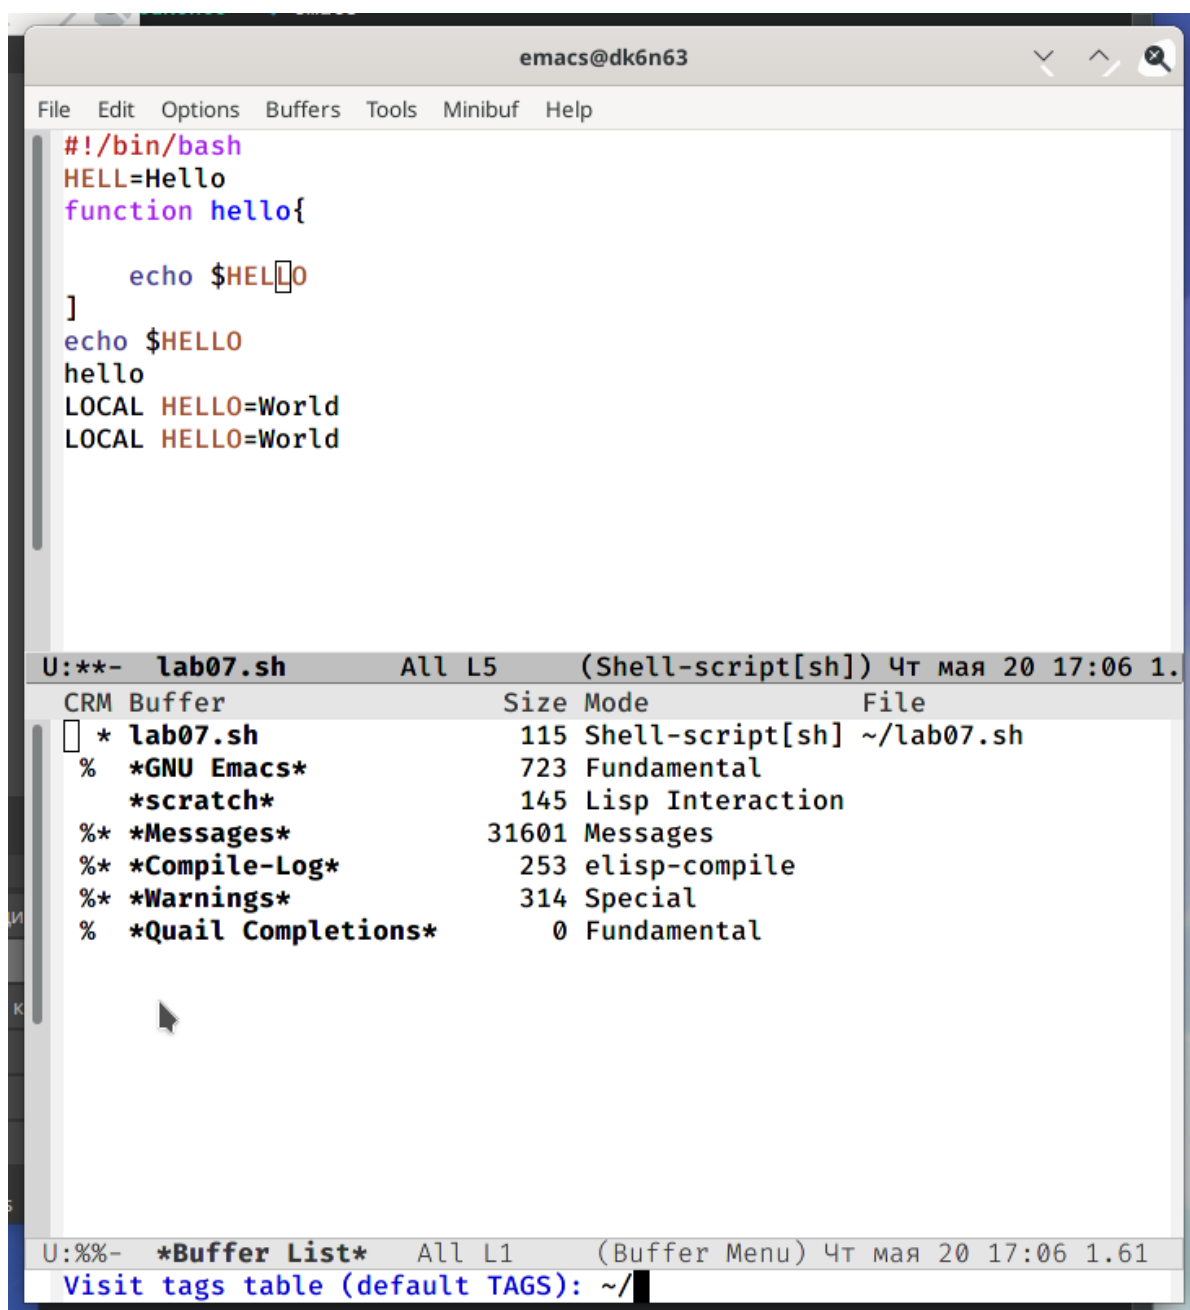 emacs@dk6n63
File Edit Options Buffers Tools Minibuf Help
#!/bin/bash
HELL=Hello
function hello{
    echo $HELLO
]
echo $HELLO
hello
LOCAL HELLO=World
LOCAL HELLO=World
U:**-  lab07.sh       All L5     (Shell-script[sh]) Чт мая 20 17:06 1.
CRM Buffer                 Size Mode             File
  * lab07.sh                115 Shell-script[sh] ~/lab07.sh
 %  *GNU Emacs*             723 Fundamental
    *scratch*               145 Lisp Interaction
 %* *Messages*            31601 Messages
 %* *Compile-Log*           253 elisp-compile
 %* *Warnings*              314 Special
 %  *Quail Completions*       0 Fundamental
U:%%-  *Buffer List*   All L1     (Buffer Menu) Чт мая 20 17:06 1.61
Visit tags table (default TAGS): ~/